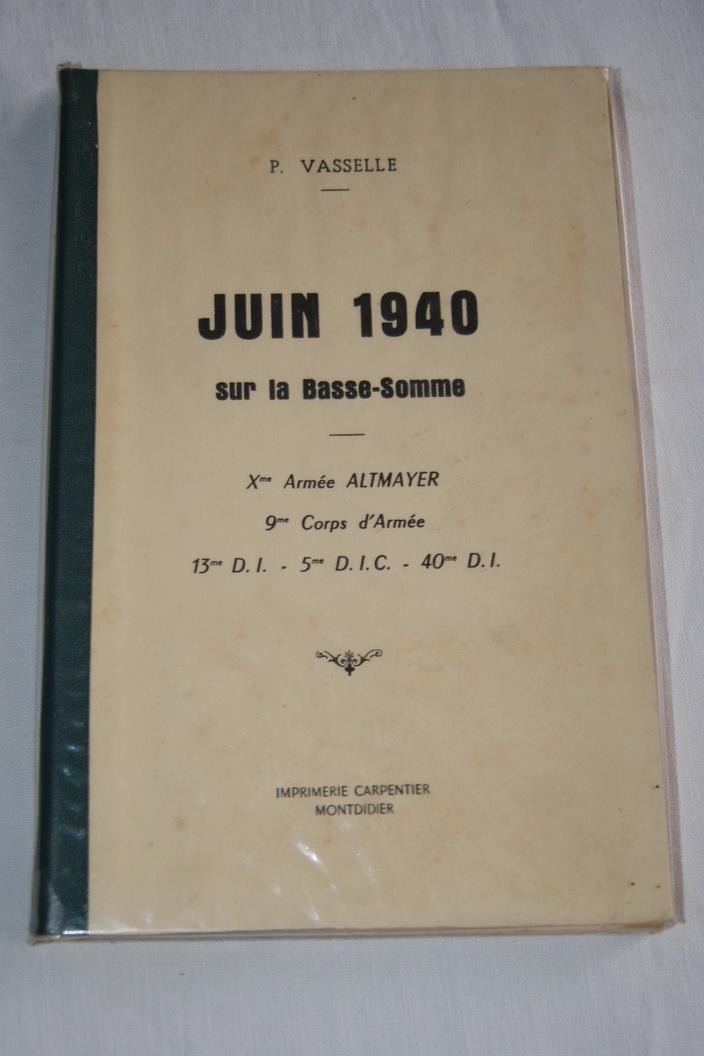 P. VASSELLE
JUIN 1940
sur la Basse-Somme
Xme Armée ALTMAYER
9me Corps d'Armée
13me D. I. - 5me D. I. C. - 40me D. I.
IMPRIMERIE CARPENTIER
MONTDIDIER